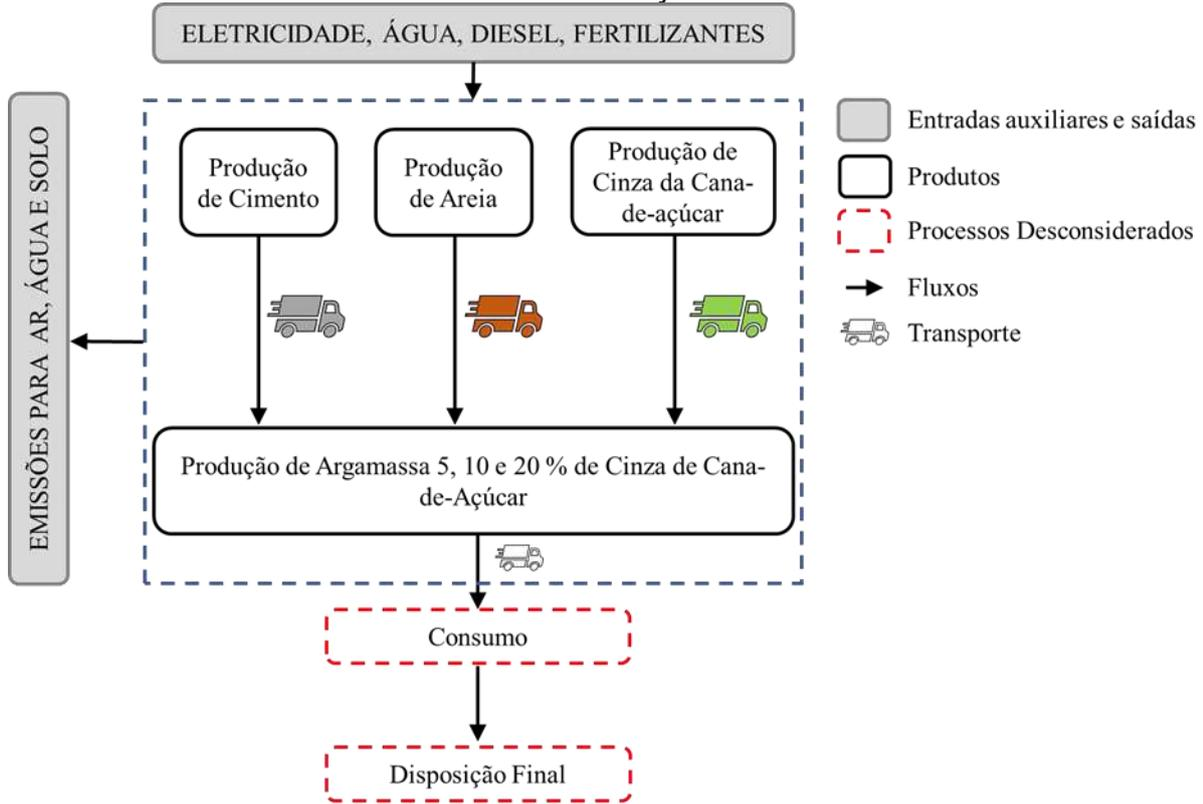 ELETRICIDADE, ÁGUA, DIESEL, FERTILIZANTES
EMISSÕES PARA AR, ÁGUA E SOLO
Produção
de Cimento
Produção
de Areia
Produção de
Cinza da Cana-
de-açúcar
Produção de Argamassa 5, 10 e 20 % de Cinza de Cana-
de-Açúcar
Consumo
Disposição Final
Entradas auxiliares e saídas
Produtos
Processos Desconsiderados
Fluxos
Transporte